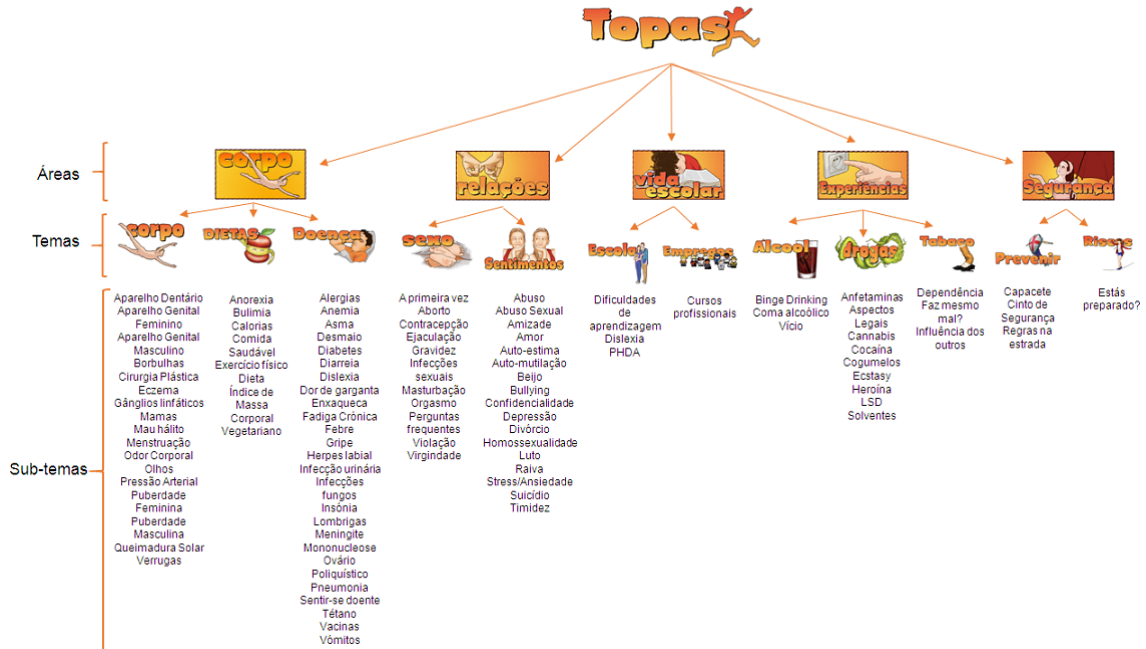 Topas
Áreas
corpo
relações
vida
escolar
Experiências
Segurança
Temas
corpo
DIETAS
Doença
sexo
Sentimentos
Escola
Empregos
Alcool
drogas
Tabaco
Prevenir
Riscos
Sub-temas
Aparelho Dentário
Aparelho Genital
Feminino
Aparelho Genital
Masculino
Borbulhas
Cirurgia Plástica
Eczema
Gânglios linfáticos
Mamas
Mau hálito
Menstruação
Odor Corporal
Olhos
Pressão Arterial
Puberdade
Feminina
Puberdade
Masculina
Queimadura Solar
Verrugas
Anorexia
Bulimia
Calorias
Comida
Saudável
Exercício físico
Dieta
Índice de
Massa
Corporal
Vegetariano
Alergias
Anemia
Asma
Desmaio
Diabetes
Diarreia
Dislexia
Dor de garganta
Enxaqueca
Fadiga Crónica
Febre
Gripe
Herpes labial
Infecção urinária
Infecções
fungos
Insónia
Lombrigas
Meningite
Mononucleose
Ovário
Poliquístico
Pneumonia
Sentir-se doente
Tétano
Vacinas
Vómitos
A primeira vez
Aborto
Contracepção
Ejaculação
Gravidez
Infecções
sexuais
Masturbação
Orgasmo
Perguntas
frequentes
Violação
Virgindade
Abuso
Abuso Sexual
Amizade
Amor
Auto-estima
Auto-mutilação
Beijo
Bullying
Confidencialidade
Depressão
Divórcio
Homossexualidade
Luto
Raiva
Stress/Ansiedade
Suicídio
Timidez
Dificuldades
de
aprendizagem
Dislexia
PHDA
Cursos
profissionais
Binge Drinking
Coma alcoólico
Vício
Anfetaminas
Aspectos
Legais
Cannabis
Cocaína
Cogumelos
Ecstasy
Heroína
LSD
Solventes
Dependência
Faz mesmo
mal?
Influência dos
outros
Capacete
Cinto de
Segurança
Regras na
estrada
Estás
preparado?